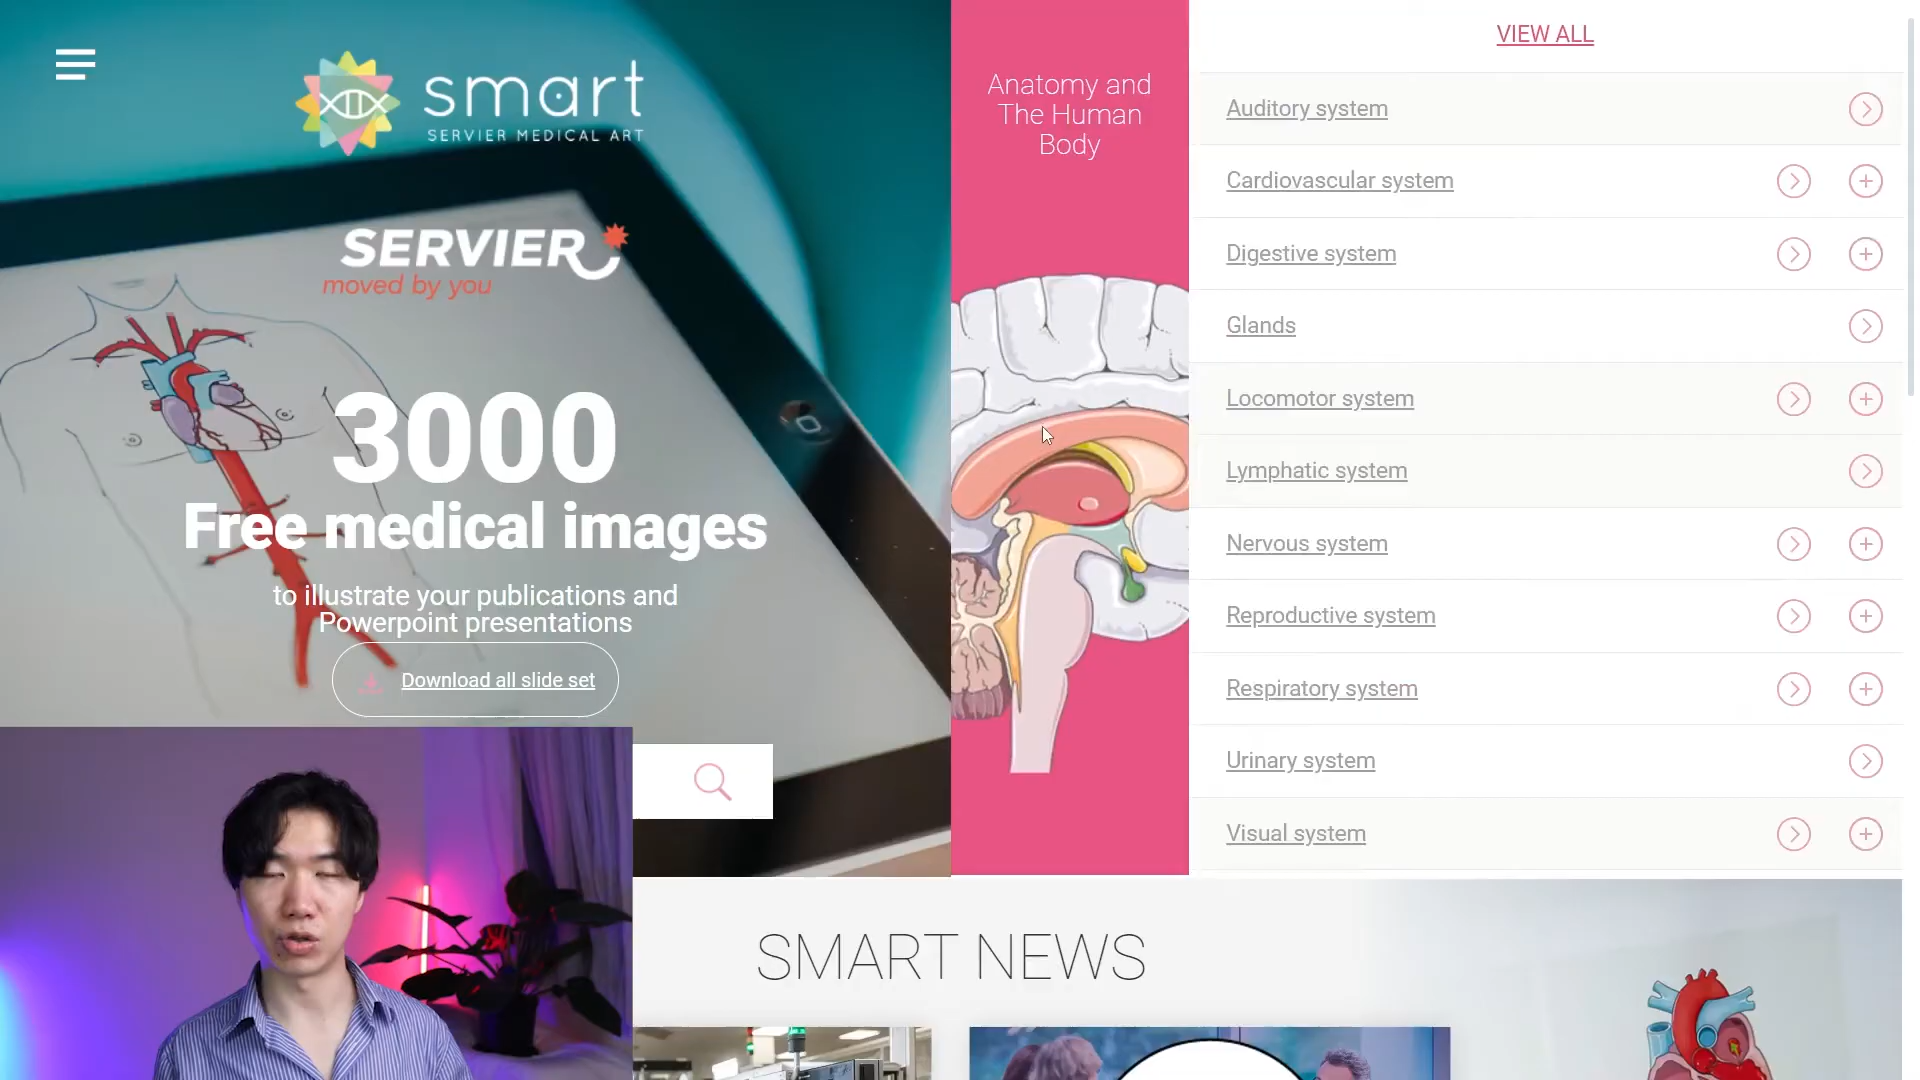 smart
SERVIER MEDICAL ART
SERVIER
moved by you
3000
Free medical images
to illustrate your publications and
Powerpoint presentations
Download all slide set
Anatomy and
The Human
Body
VIEW ALL
Auditory system
Cardiovascular system
Digestive system
Glands
Locomotor system
Lymphatic system
Nervous system
Reproductive system
Respiratory system
Urinary system
Visual system
SMART NEWS